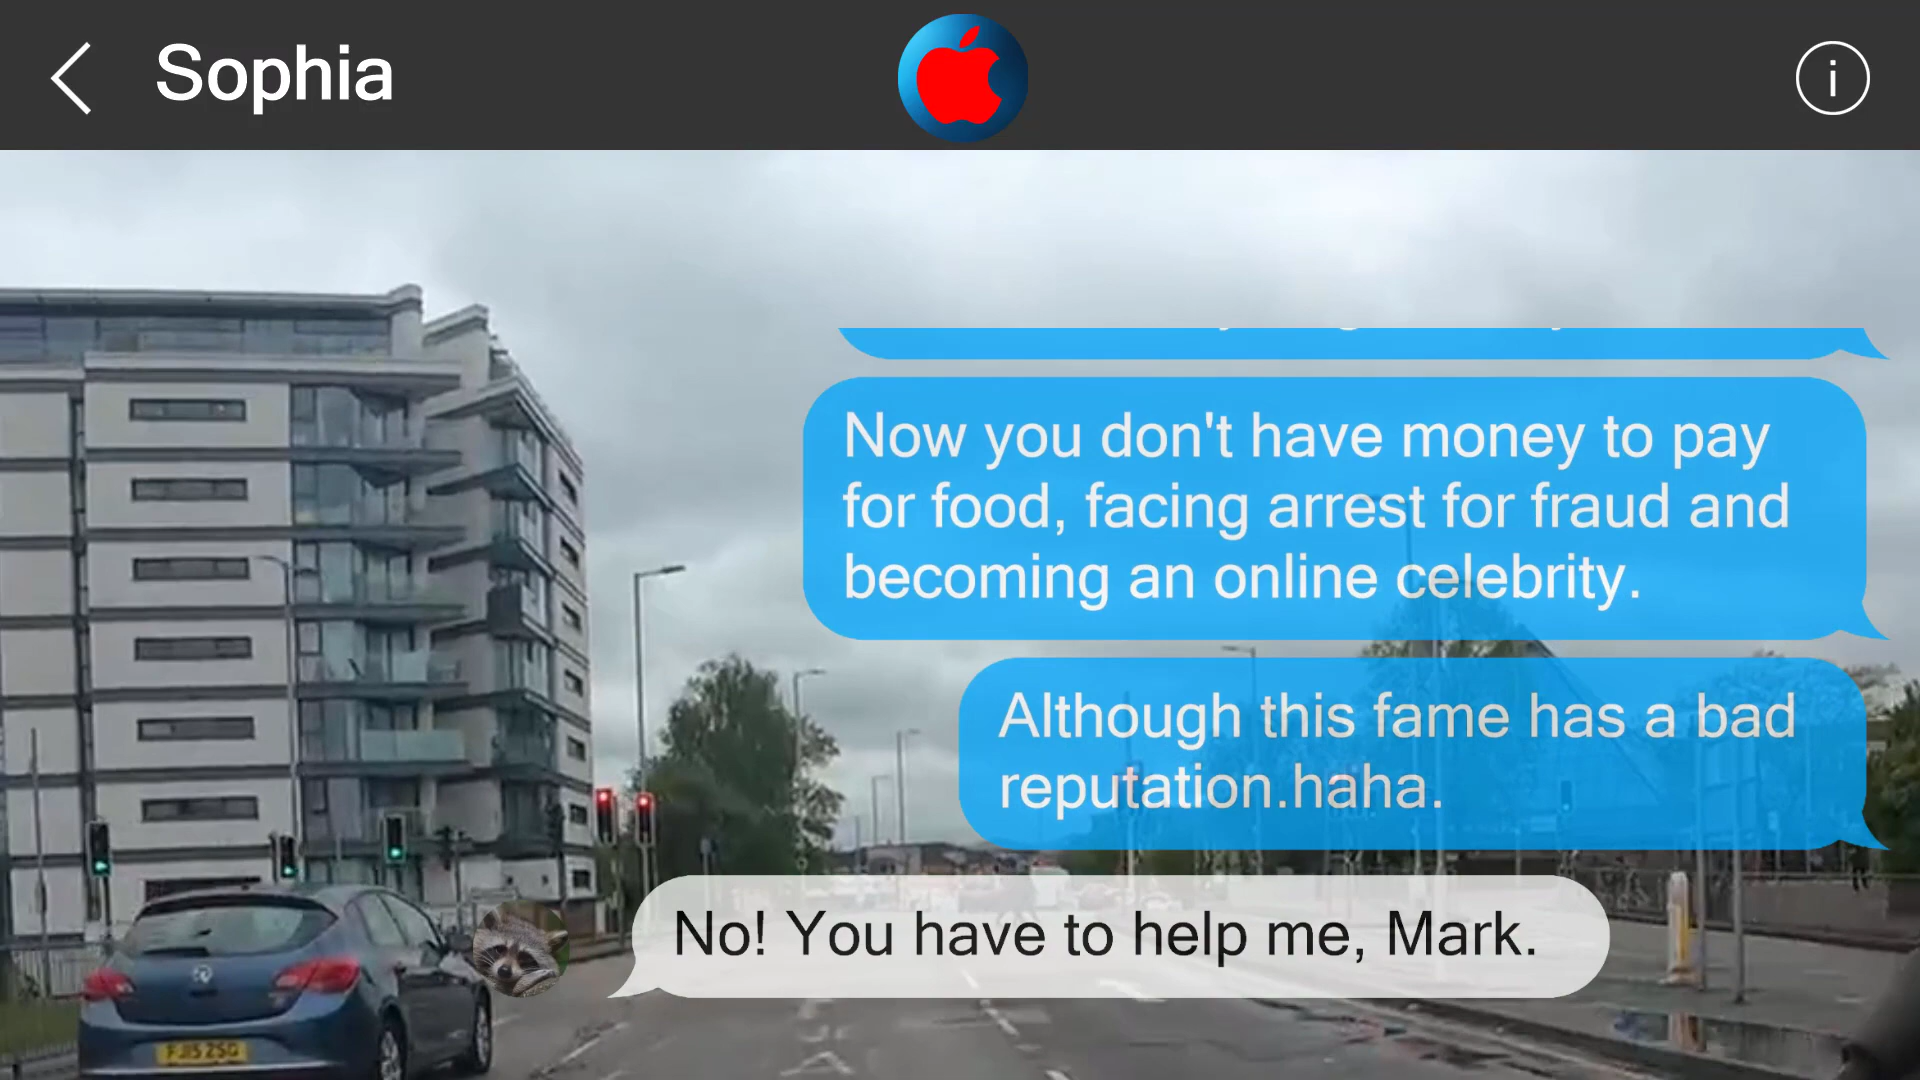 Sophia
i
Now you don't have money to pay
for food, facing arrest for fraud and
becoming an online celebrity.
Although this fame has a bad
reputation.haha.
No! You have to help me, Mark.